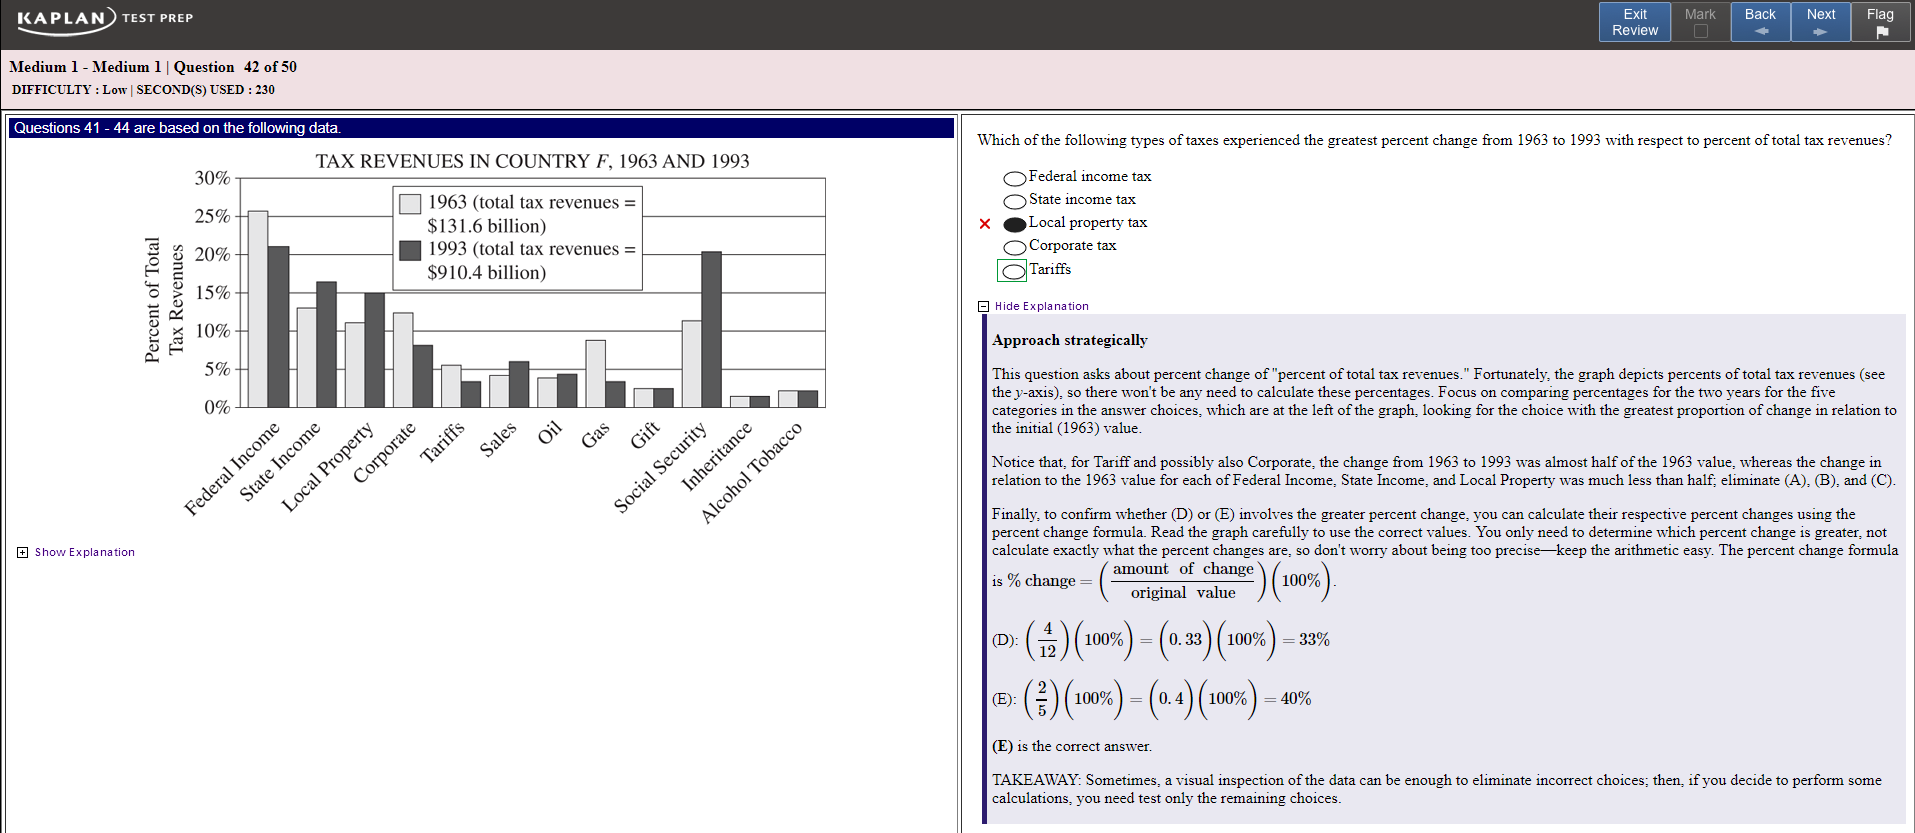 KAPLAN TEST PREP
Exit Review
Mark
Back
Next
Flag
Medium 1 - Medium 1 | Question 42 of 50
DIFFICULTY : Low | SECOND(S) USED : 230
Questions 41 - 44 are based on the following data.
TAX REVENUES IN COUNTRY F, 1963 AND 1993
1963 (total tax revenues =
$131.6 billion)
1993 (total tax revenues =
$910.4 billion)
Percent of Total
Tax Revenues
30%
25%
20%
15%
10%
5%
0%
Federal Income
State Income
Local Property
Corporate
Tariffs
Sales
Oil
Gas
Gift
Social Security
Inheritance
Alcohol Tobacco
Show Explanation
Which of the following types of taxes experienced the greatest percent change from 1963 to 1993 with respect to percent of total tax revenues?
Federal income tax
State income tax
Local property tax
Corporate tax
Tariffs
Hide Explanation
Approach strategically
This question asks about percent change of "percent of total tax revenues." Fortunately, the graph depicts percents of total tax revenues (see
the y-axis), so there won't be any need to calculate these percentages. Focus on comparing percentages for the two years for the five
categories in the answer choices, which are at the left of the graph, looking for the choice with the greatest proportion of change in relation to
the initial (1963) value.
Notice that, for Tariff and possibly also Corporate, the change from 1963 to 1993 was almost half of the 1963 value, whereas the change in
relation to the 1963 value for each of Federal Income, State Income, and Local Property was much less than half; eliminate (A), (B), and (C).
Finally, to confirm whether (D) or (E) involves the greater percent change, you can calculate their respective percent changes using the
percent change formula. Read the graph carefully to use the correct values. You only need to determine which percent change is greater, not
calculate exactly what the percent changes are, so don't worry about being too precise—keep the arithmetic easy. The percent change formula
is % change = (amount of change / original value)(100%).
(D): (4/12)(100%) = (0.33)(100%) = 33%
(E): (2/5)(100%) = (0.4)(100%) = 40%
(E) is the correct answer.
TAKEAWAY: Sometimes, a visual inspection of the data can be enough to eliminate incorrect choices; then, if you decide to perform some
calculations, you need test only the remaining choices.